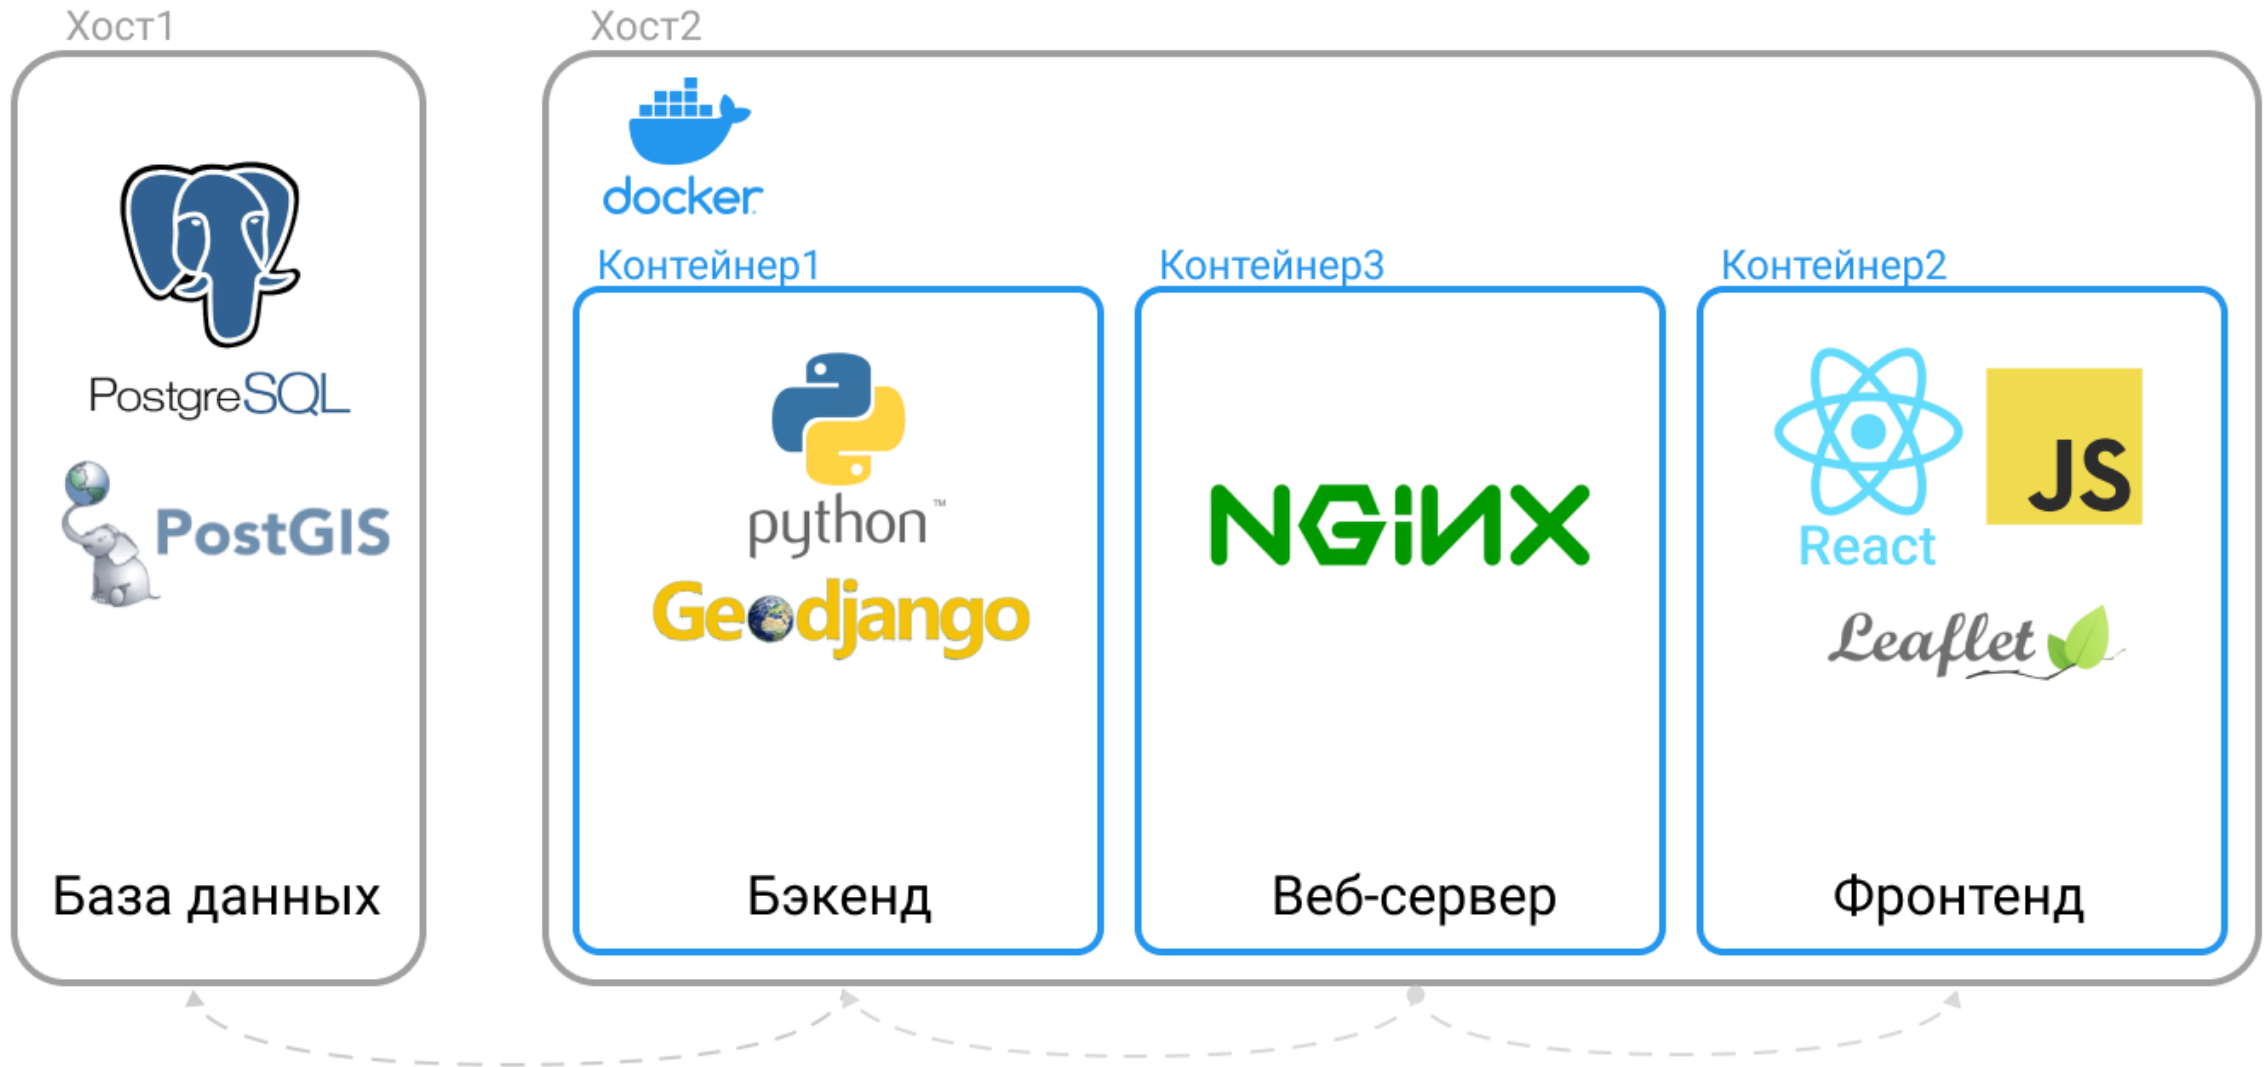 Хост1
PostgreSQL
PostGIS
База данных
Хост2
docker
Контейнер1
python™
Geodjango
Бэкенд
Контейнер3
NGINX
Веб-сервер
Контейнер2
React
JS
Leaflet
Фронтенд